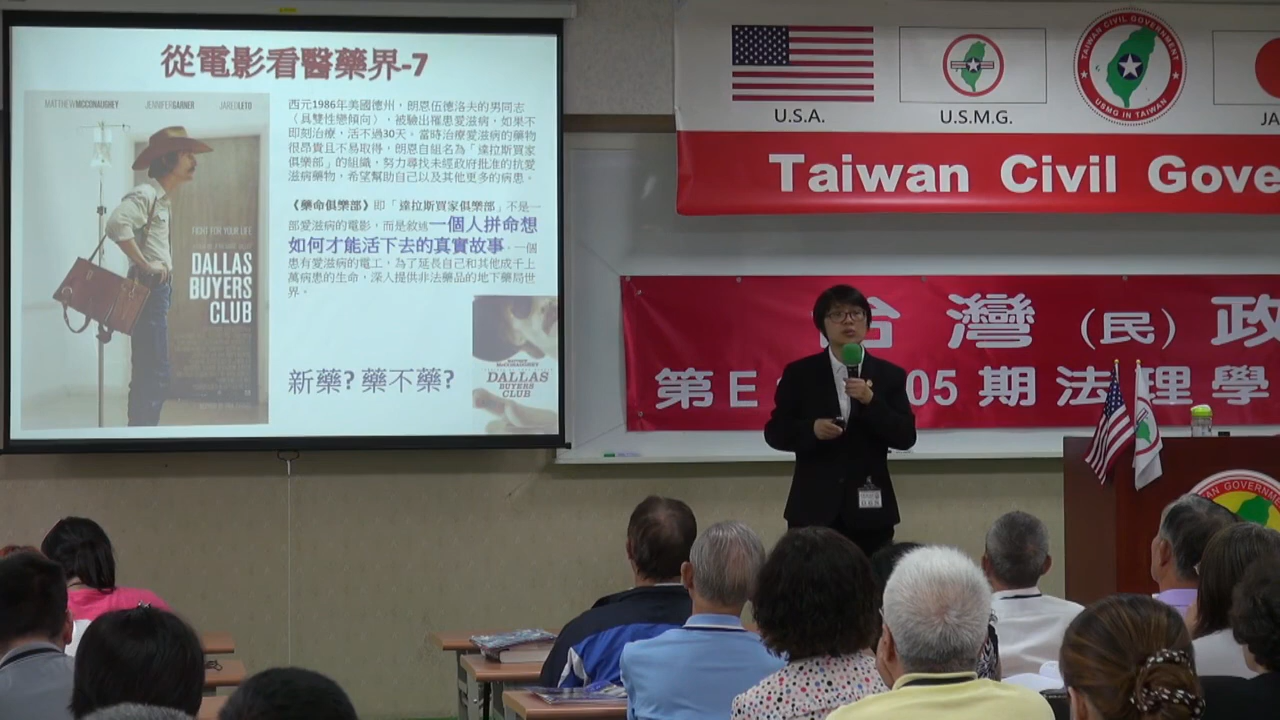 從電影看醫藥界-7
MATTHEW MCCONAUGHEY JENNIFER GARNER JARED LETO
FIGHT FOR YOUR LIFE
DALLAS
BUYERS
CLUB
西元1986年美國德州，朗恩伍德洛夫的男同志
（具雙性戀傾向），被驗出罹患愛滋病，如果不
即刻治療，活不過30天。當時治療愛滋病的藥物
很昂貴且不易取得，朗恩自組名為「達拉斯買家
俱樂部」的組織，努力尋找未經政府批准的抗愛
滋病藥物，希望幫助自己以及其他更多的病患。
《藥命俱樂部》即「達拉斯買家俱樂部」不是一
部愛滋病的電影，而是敘述一個人拼命想
如何才能活下去的真實故事，一個
患有愛滋病的電工，為了延長自己和其他成千上
萬病患的生命，深入提供非法藥品的地下藥局世
界。
新藥? 藥不藥?
DALLAS
BUYERS
CLUB
U.S.A.
U.S.M.G.
TAIWAN CIVIL GOVERNMENT
USMG IN TAIWAN
JA
Taiwan Civil Gove
台灣（民）政
第E 05期法理學